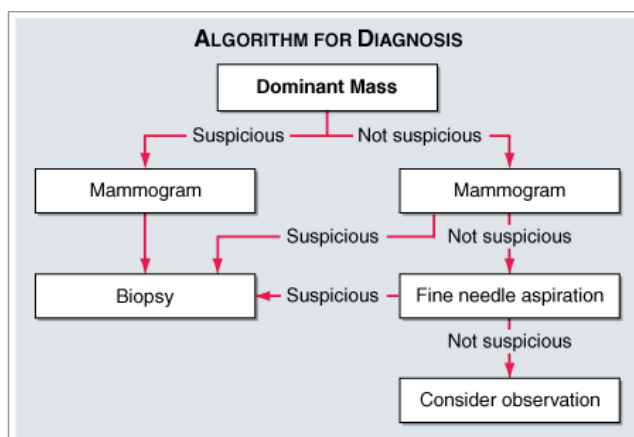 ALGORITHM FOR DIAGNOSIS
Dominant Mass
Suspicious Not suspicious
Mammogram Mammogram
Suspicious Not suspicious
Biopsy Suspicious Fine needle aspiration
Not suspicious
Consider observation